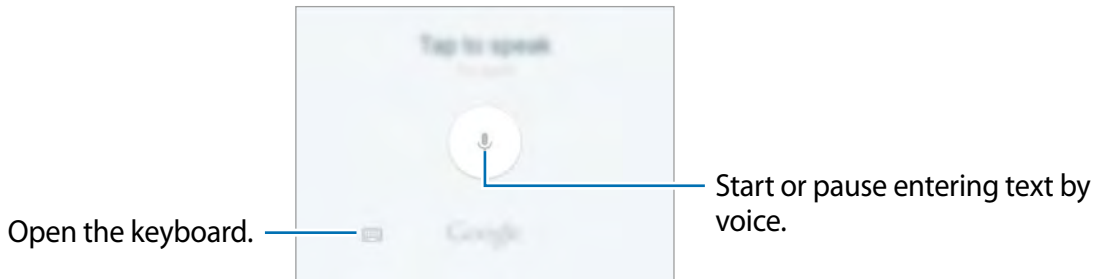 Tap to speak
Start or pause entering text by
voice.
Open the keyboard.
Google